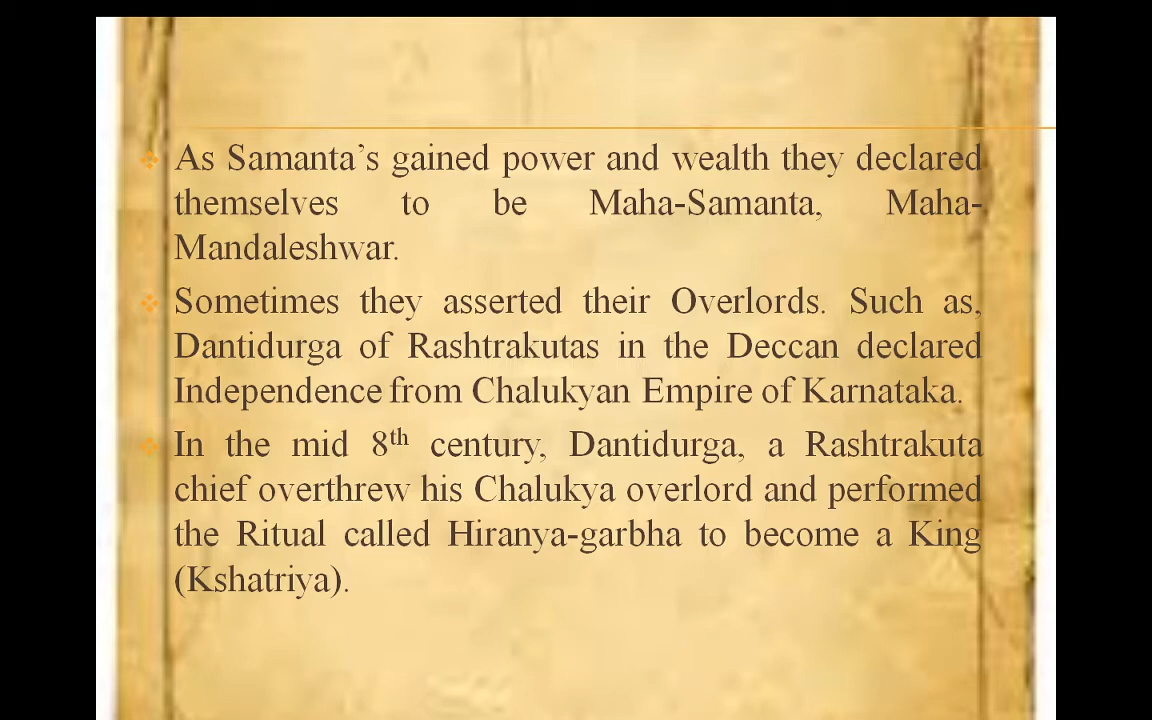 As Samanta’s gained power and wealth they declared
themselves to be Maha-Samanta, Maha-
Mandaleshwar.
Sometimes they asserted their Overlords. Such as,
Dantidurga of Rashtrakutas in the Deccan declared
Independence from Chalukyan Empire of Karnataka.
In the mid 8th century, Dantidurga, a Rashtrakuta
chief overthrew his Chalukya overlord and performed
the Ritual called Hiranya-garbha to become a King
(Kshatriya).